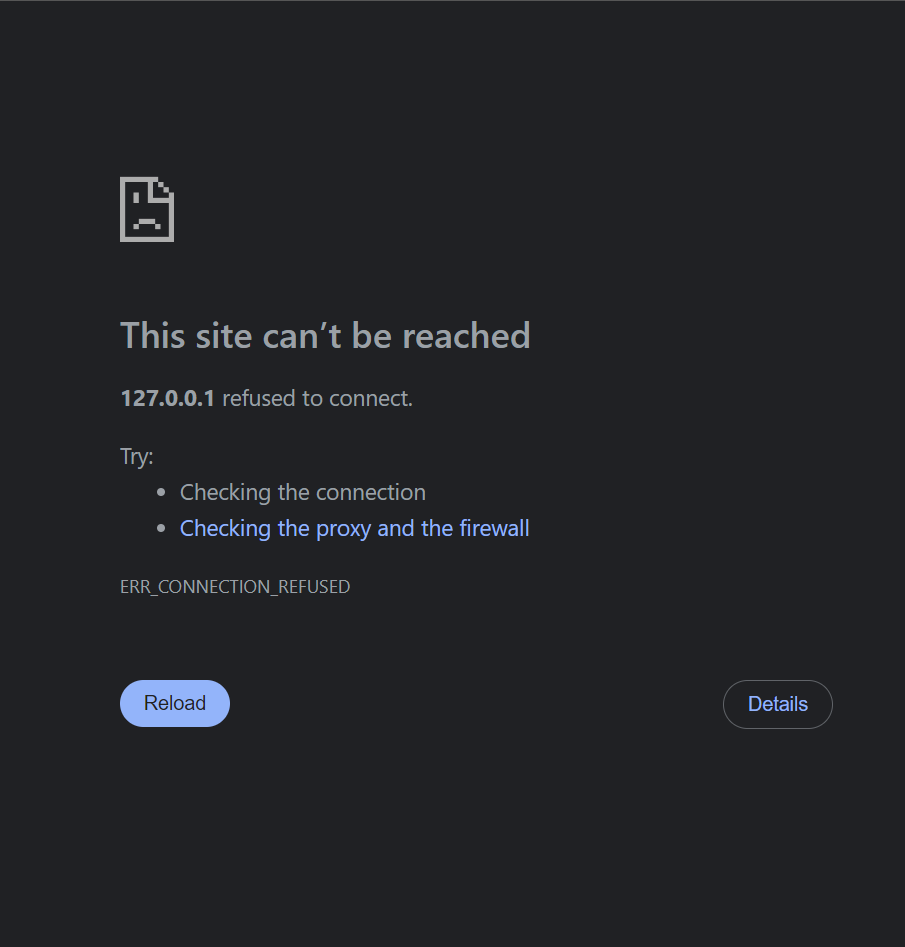 This site can’t be reached
127.0.0.1 refused to connect.
Try:
Checking the connection
Checking the proxy and the firewall
ERR_CONNECTION_REFUSED
Reload
Details